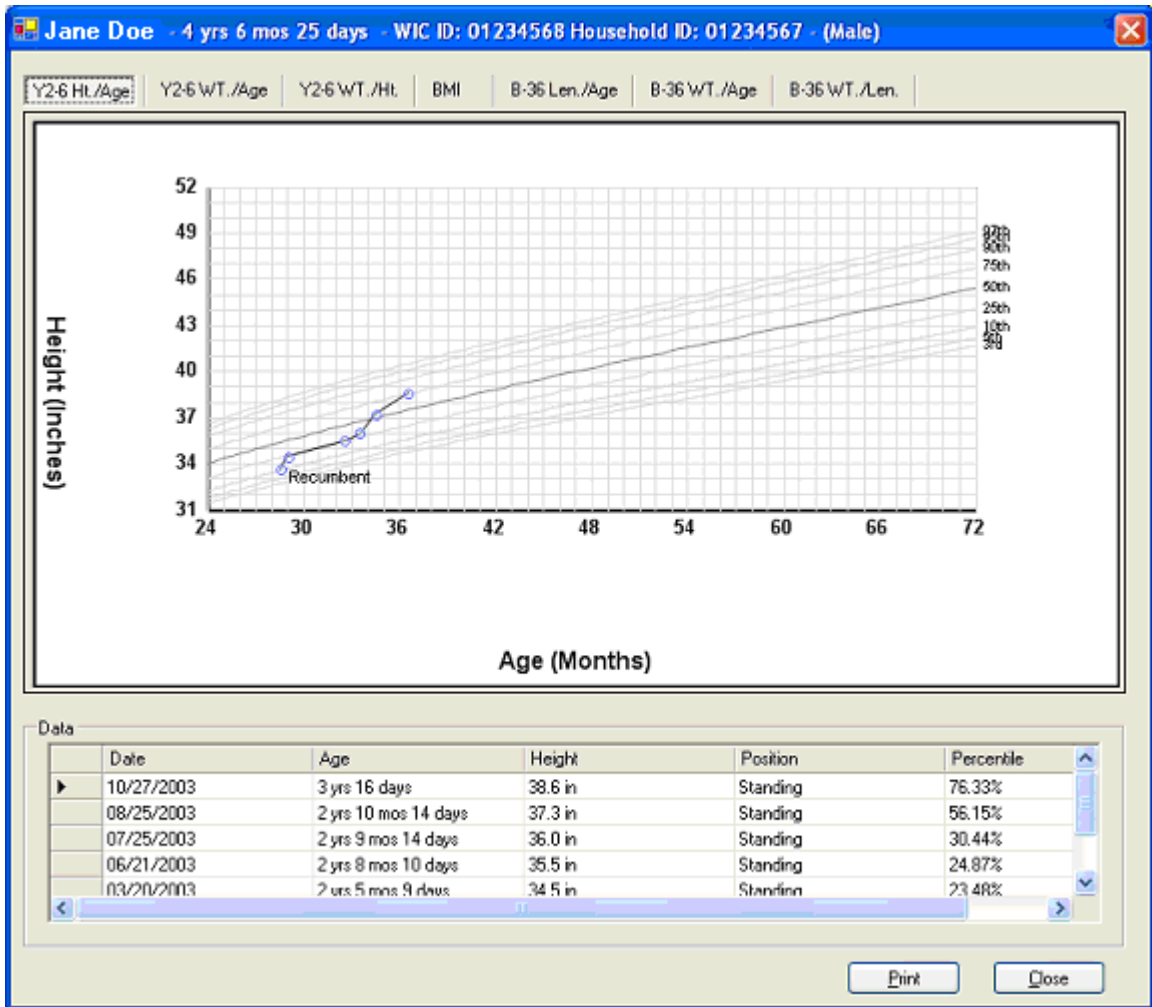 Jane Doe - 4 yrs 6 mos 25 days - WIC ID: 01234568 Household ID: 01234567 - (Male)
Y2-6 Ht./Age Y2-6 WT./Age Y2-6 WT./Ht. BMI B-36 Len./Age B-36 WT./Age B-36 WT./Len.
Height (Inches)
52
49
46
43
40
37
34
31
97th
95th
90th
75th
50th
25th
10th
5th
3rd
Recumbent
24 30 36 42 48 54 60 66 72
Age (Months)
Data
Date Age Height Position Percentile
10/27/2003 3 yrs 16 days 38.6 in Standing 76.33%
08/25/2003 2 yrs 10 mos 14 days 37.3 in Standing 56.15%
07/25/2003 2 yrs 9 mos 14 days 36.0 in Standing 30.44%
06/21/2003 2 yrs 8 mos 10 days 35.5 in Standing 24.87%
03/20/2003 2 yrs 5 mos 9 days 34.5 in Standing 23.48%
Print Close